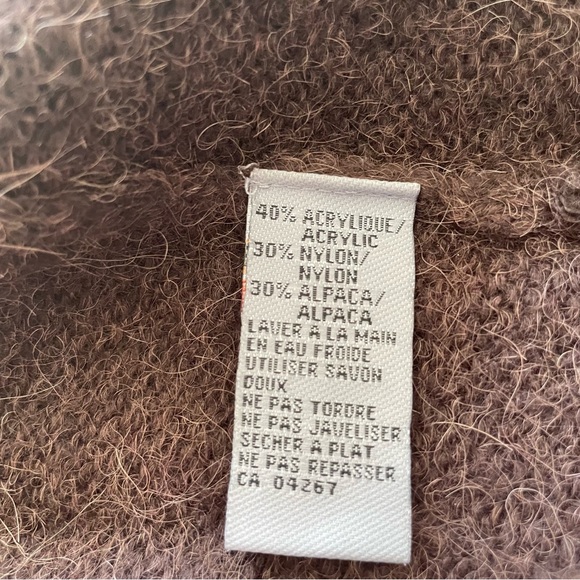 40% ACRYLIQUE/
ACRYLIC
30% NYLON/
NYLON
30% ALPACA/
ALPACA
LAVER A LA MAIN
EN EAU FROIDE
UTILISER SAVON
DOUX
NE PAS TORDRE
NE PAS JAVELISER
SECHER A PLAT
NE PAS REPASSER
CA 04267